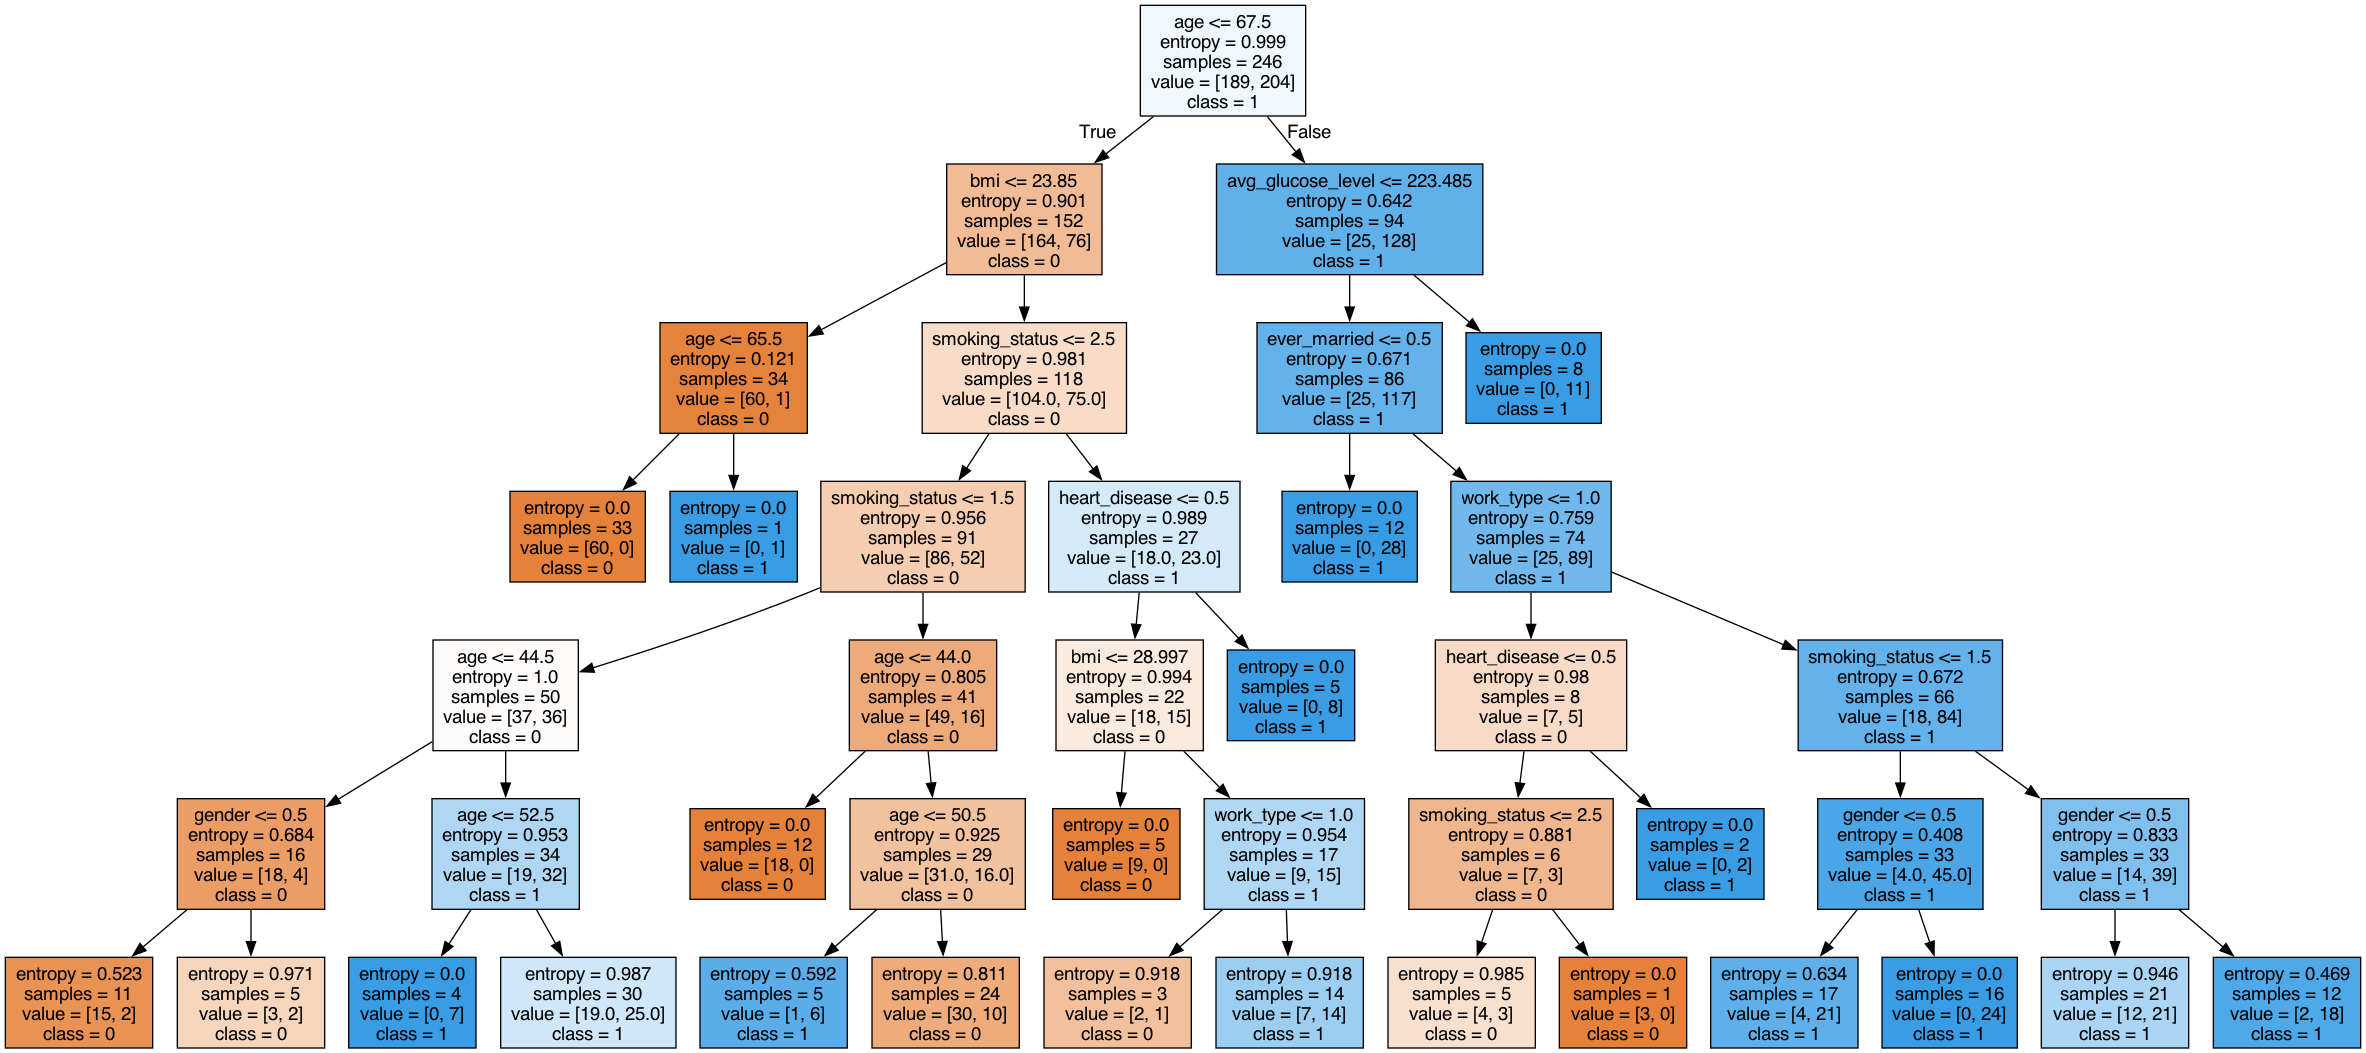 age <= 67.5
entropy = 0.999
samples = 246
value = [189, 204]
class = 1
True
False
bmi <= 23.85
entropy = 0.901
samples = 152
value = [164, 76]
class = 0
avg_glucose_level <= 223.485
entropy = 0.642
samples = 94
value = [25, 128]
class = 1
age <= 65.5
entropy = 0.121
samples = 34
value = [60, 1]
class = 0
smoking_status <= 2.5
entropy = 0.981
samples = 118
value = [104.0, 75.0]
class = 0
ever_married <= 0.5
entropy = 0.671
samples = 86
value = [25, 117]
class = 1
entropy = 0.0
samples = 8
value = [0, 11]
class = 1
entropy = 0.0
samples = 33
value = [60, 0]
class = 0
entropy = 0.0
samples = 1
value = [0, 1]
class = 1
smoking_status <= 1.5
entropy = 0.956
samples = 91
value = [86, 52]
class = 0
heart_disease <= 0.5
entropy = 0.989
samples = 27
value = [18.0, 23.0]
class = 1
entropy = 0.0
samples = 12
value = [0, 28]
class = 1
work_type <= 1.0
entropy = 0.759
samples = 74
value = [25, 89]
class = 1
age <= 44.5
entropy = 1.0
samples = 50
value = [37, 36]
class = 0
age <= 44.0
entropy = 0.805
samples = 41
value = [49, 16]
class = 0
bmi <= 28.997
entropy = 0.994
samples = 22
value = [18, 15]
class = 0
entropy = 0.0
samples = 5
value = [0, 8]
class = 1
heart_disease <= 0.5
entropy = 0.98
samples = 8
value = [7, 5]
class = 0
smoking_status <= 1.5
entropy = 0.672
samples = 66
value = [18, 84]
class = 1
gender <= 0.5
entropy = 0.684
samples = 16
value = [18, 4]
class = 0
age <= 52.5
entropy = 0.953
samples = 34
value = [19, 32]
class = 1
entropy = 0.0
samples = 12
value = [18, 0]
class = 0
age <= 50.5
entropy = 0.925
samples = 29
value = [31.0, 16.0]
class = 0
entropy = 0.0
samples = 5
value = [9, 0]
class = 0
work_type <= 1.0
entropy = 0.954
samples = 17
value = [9, 15]
class = 1
smoking_status <= 2.5
entropy = 0.881
samples = 6
value = [7, 3]
class = 0
entropy = 0.0
samples = 2
value = [0, 2]
class = 1
gender <= 0.5
entropy = 0.408
samples = 33
value = [4.0, 45.0]
class = 1
gender <= 0.5
entropy = 0.833
samples = 33
value = [14, 39]
class = 1
entropy = 0.523
samples = 11
value = [15, 2]
class = 0
entropy = 0.971
samples = 5
value = [3, 2]
class = 0
entropy = 0.0
samples = 4
value = [0, 7]
class = 1
entropy = 0.987
samples = 30
value = [19.0, 25.0]
class = 1
entropy = 0.592
samples = 5
value = [1, 6]
class = 1
entropy = 0.811
samples = 24
value = [30, 10]
class = 0
entropy = 0.918
samples = 3
value = [2, 1]
class = 0
entropy = 0.918
samples = 14
value = [7, 14]
class = 1
entropy = 0.985
samples = 5
value = [4, 3]
class = 0
entropy = 0.0
samples = 1
value = [3, 0]
class = 0
entropy = 0.634
samples = 17
value = [4, 21]
class = 1
entropy = 0.0
samples = 16
value = [0, 24]
class = 1
entropy = 0.946
samples = 21
value = [12, 21]
class = 1
entropy = 0.469
samples = 12
value = [2, 18]
class = 1